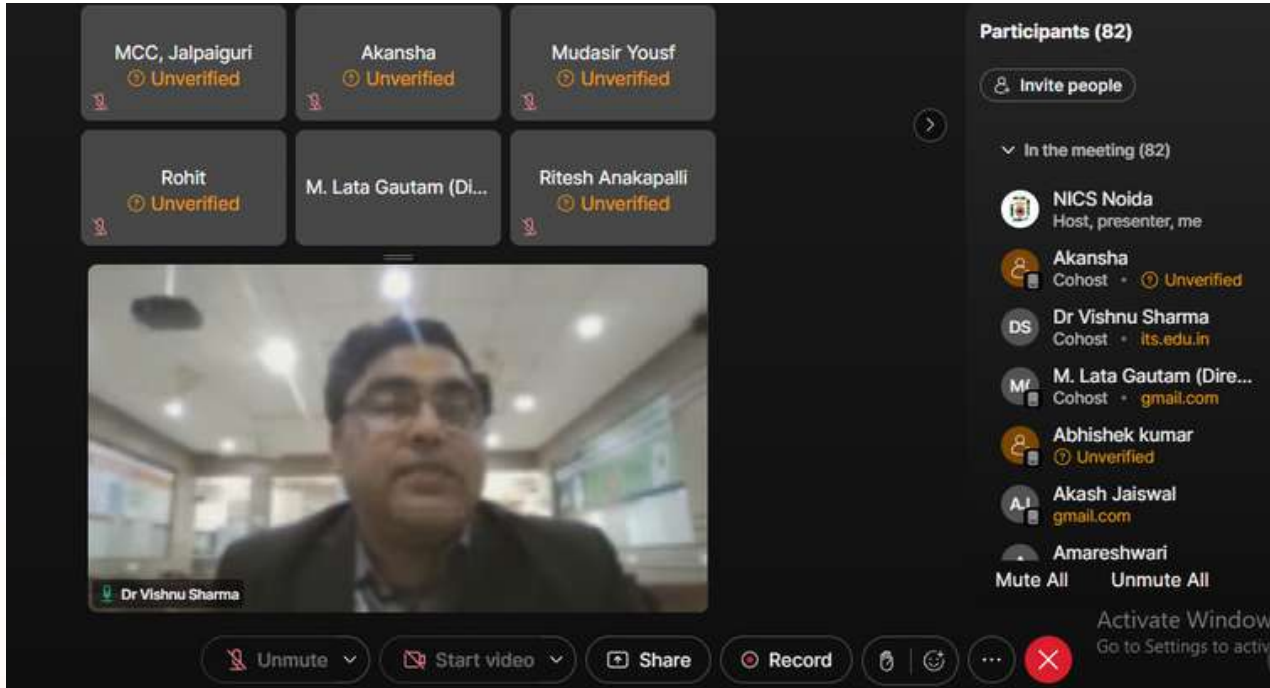 MCC, Jalpaiguri
Unverified
Akansha
Unverified
Mudasir Yousf
Unverified
Rohit
Unverified
M. Lata Gautam (Di...
Ritesh Anakapalli
Unverified
Dr Vishnu Sharma
Unmute
Start video
Share
Record
Participants (82)
Invite people
In the meeting (82)
NICS Noida
Host, presenter, me
Akansha
Cohost • Unverified
DS
Dr Vishnu Sharma
Cohost • its.edu.in
M(
M. Lata Gautam (Dire...
Cohost • gmail.com
Abhishek kumar
Unverified
AJ
Akash Jaiswal
gmail.com
Amareshwari
Mute All
Unmute All
Activate Window
Go to Settings to activ